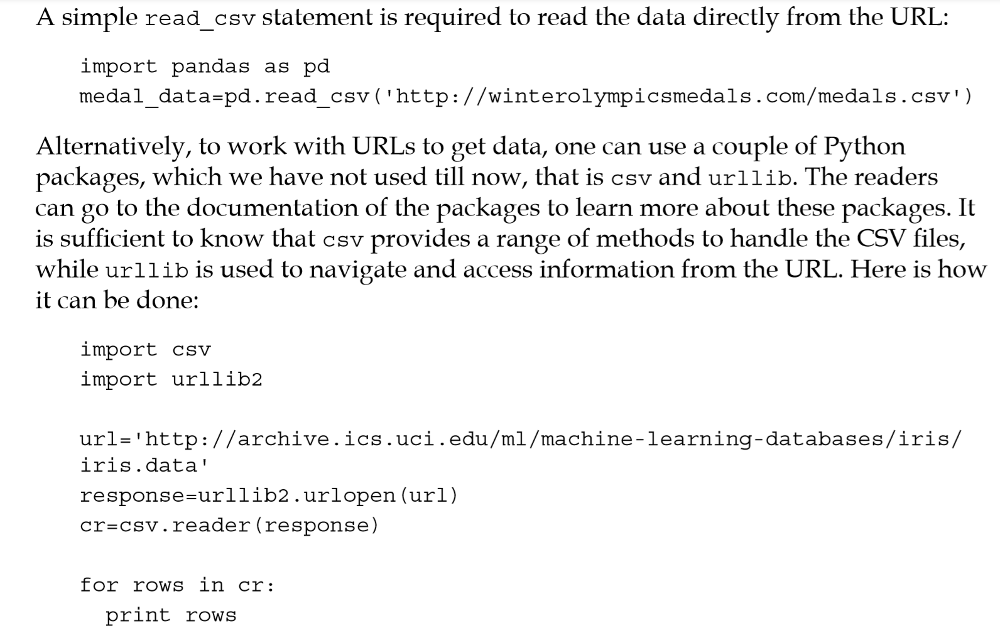 A simple read_csv statement is required to read the data directly from the URL:
import pandas as pd
medal_data=pd.read_csv('http://winterolympicsmedals.com/medals.csv')
Alternatively, to work with URLs to get data, one can use a couple of Python
packages, which we have not used till now, that is csv and urllib. The readers
can go to the documentation of the packages to learn more about these packages. It
is sufficient to know that csv provides a range of methods to handle the CSV files,
while urllib is used to navigate and access information from the URL. Here is how
it can be done:
import csv
import urllib2
url='http://archive.ics.uci.edu/ml/machine-learning-databases/iris/
iris.data'
response=urllib2.urlopen(url)
cr=csv.reader(response)
for rows in cr:
  print rows